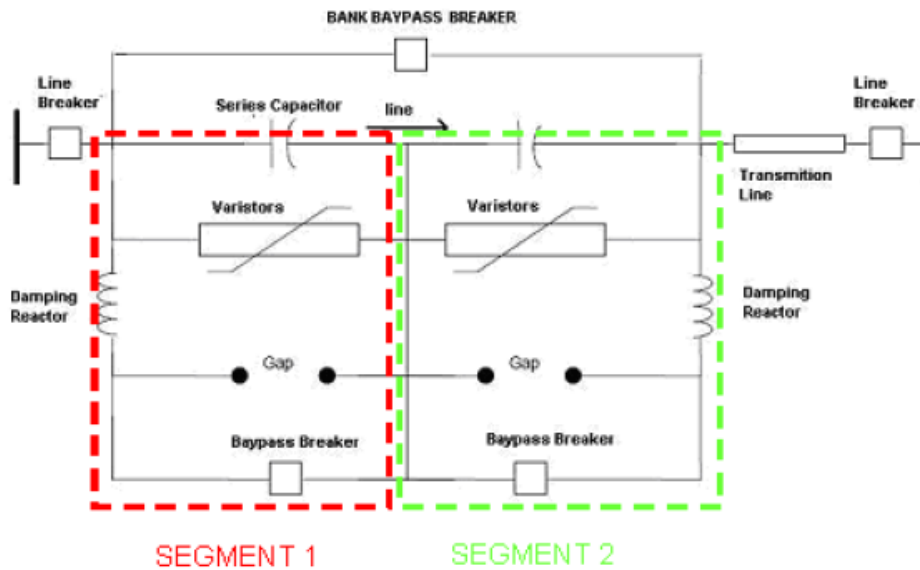 BANK BAYPASS BREAKER
Line
Breaker
Series Capacitor
line
Line
Breaker
Transmition
Line
Varistors
Varistors
Damping
Reactor
Damping
Reactor
Gap
Gap
Baypass Breaker
Baypass Breaker
SEGMENT 1
SEGMENT 2